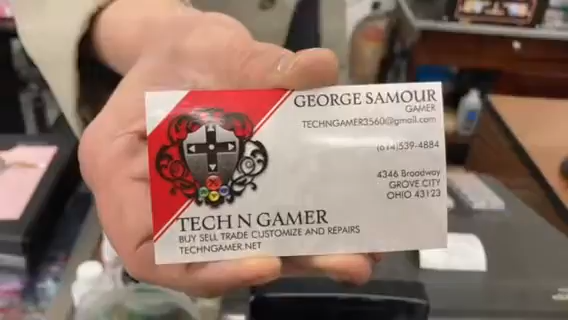 GEORGE SAMOUR
GAMER
TECHNGAMER3560@gmail.com
(614)539-4884
4346 Broadway
GROVE CITY
OHIO 43123
TECH N GAMER
BUY SELL TRADE CUSTOMIZE AND REPAIRS
TECHNGAMER.NET